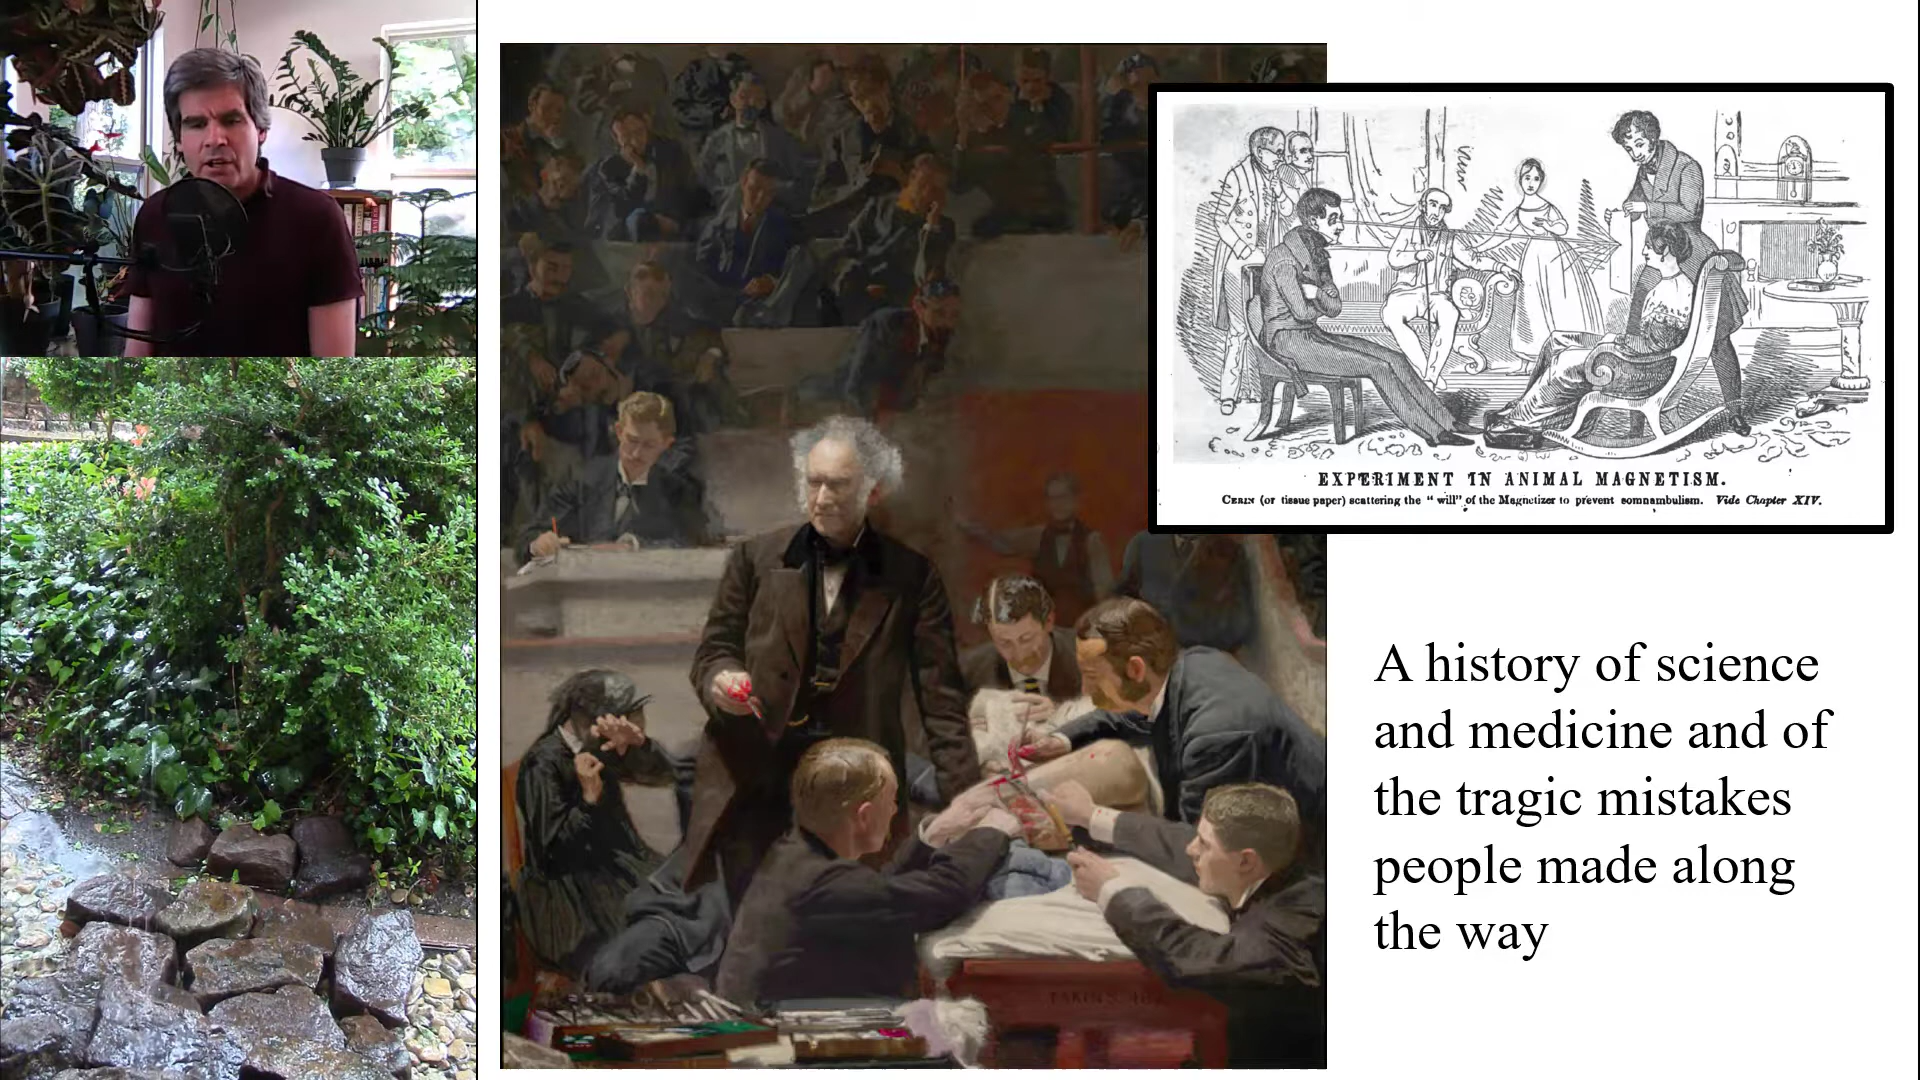 EXPERIMENT IN ANIMAL MAGNETISM.
CERIN (or tissue paper) scattering the "will" of the Magnetizer to prevent somnambulism. Vide Chapter XIV.
A history of science
and medicine and of
the tragic mistakes
people made along
the way